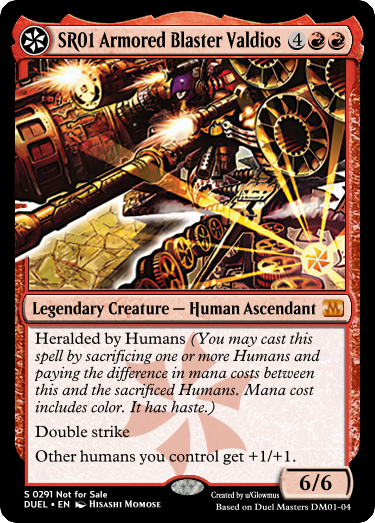 SR01 Armored Blaster Valdios 4
Legendary Creature — Human Ascendant
Heralded by Humans (You may cast this
spell by sacrificing one or more Humans and
paying the difference in mana costs between
this and the sacrificed Humans. Mana cost
includes color. It has haste.)
Double strike
Other humans you control get +1/+1.
6/6
S 0291 Not for Sale
DUEL • EN Hisashi Momose
Created by u/Glowmus
Based on Duel Masters DM01-04